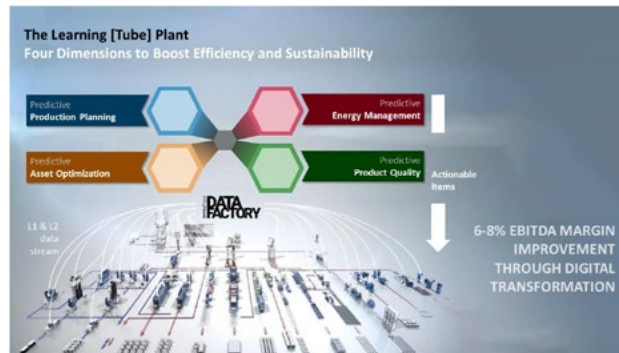 The Learning [Tube] Plant
Four Dimensions to Boost Efficiency and Sustainability
Predictive
Production Planning
Predictive
Energy Management
Predictive
Asset Optimization
Predictive
Product Quality
Actionable
Items
DATA
FACTORY
L1 & L2
data
stream
6-8% EBITDA MARGIN
IMPROVEMENT
THROUGH DIGITAL
TRANSFORMATION